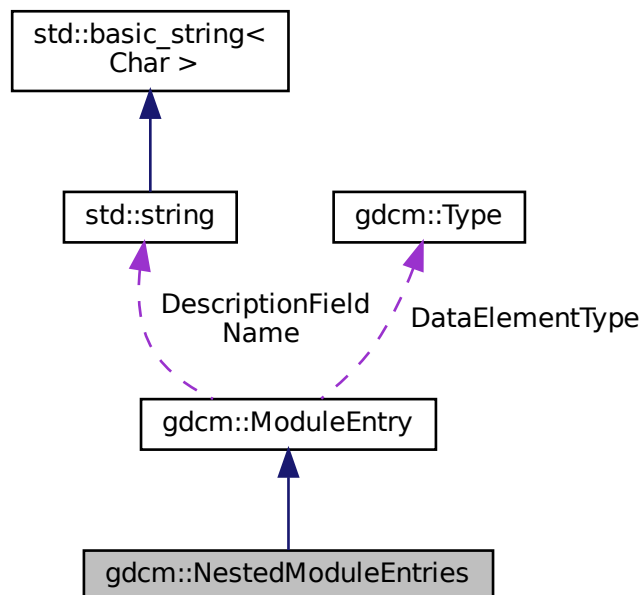 std::basic_string<
Char >
std::string
gdcm::Type
DescriptionField
Name
DataElementType
gdcm::ModuleEntry
gdcm::NestedModuleEntries